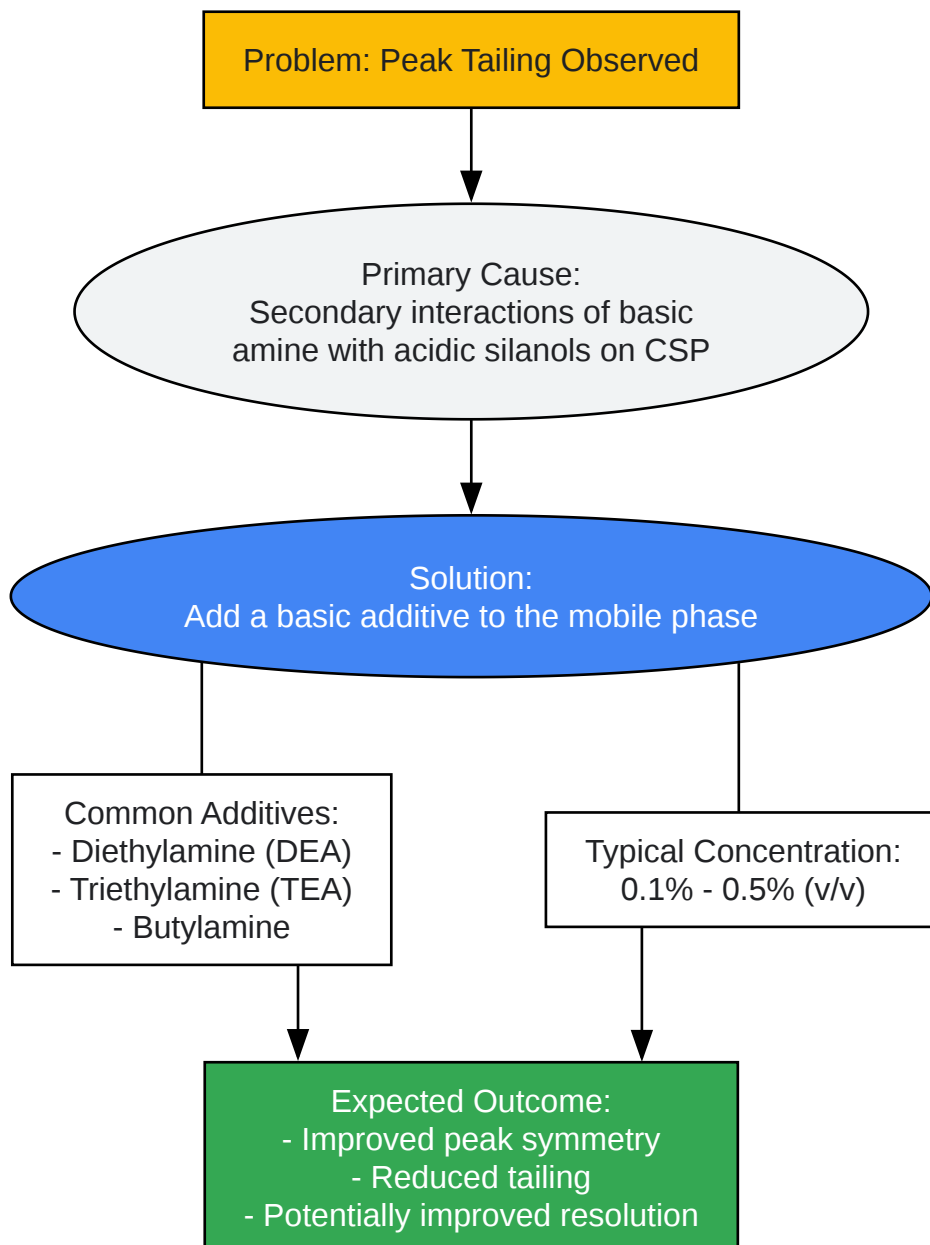 Problem: Peak Tailing Observed
Primary Cause:
Secondary interactions of basic
amine with acidic silanols on CSP
Solution:
Add a basic additive to the mobile phase
Common Additives:
- Diethylamine (DEA)
- Triethylamine (TEA)
- Butylamine
Typical Concentration:
0.1% - 0.5% (v/v)
Expected Outcome:
- Improved peak symmetry
- Reduced tailing
- Potentially improved resolution